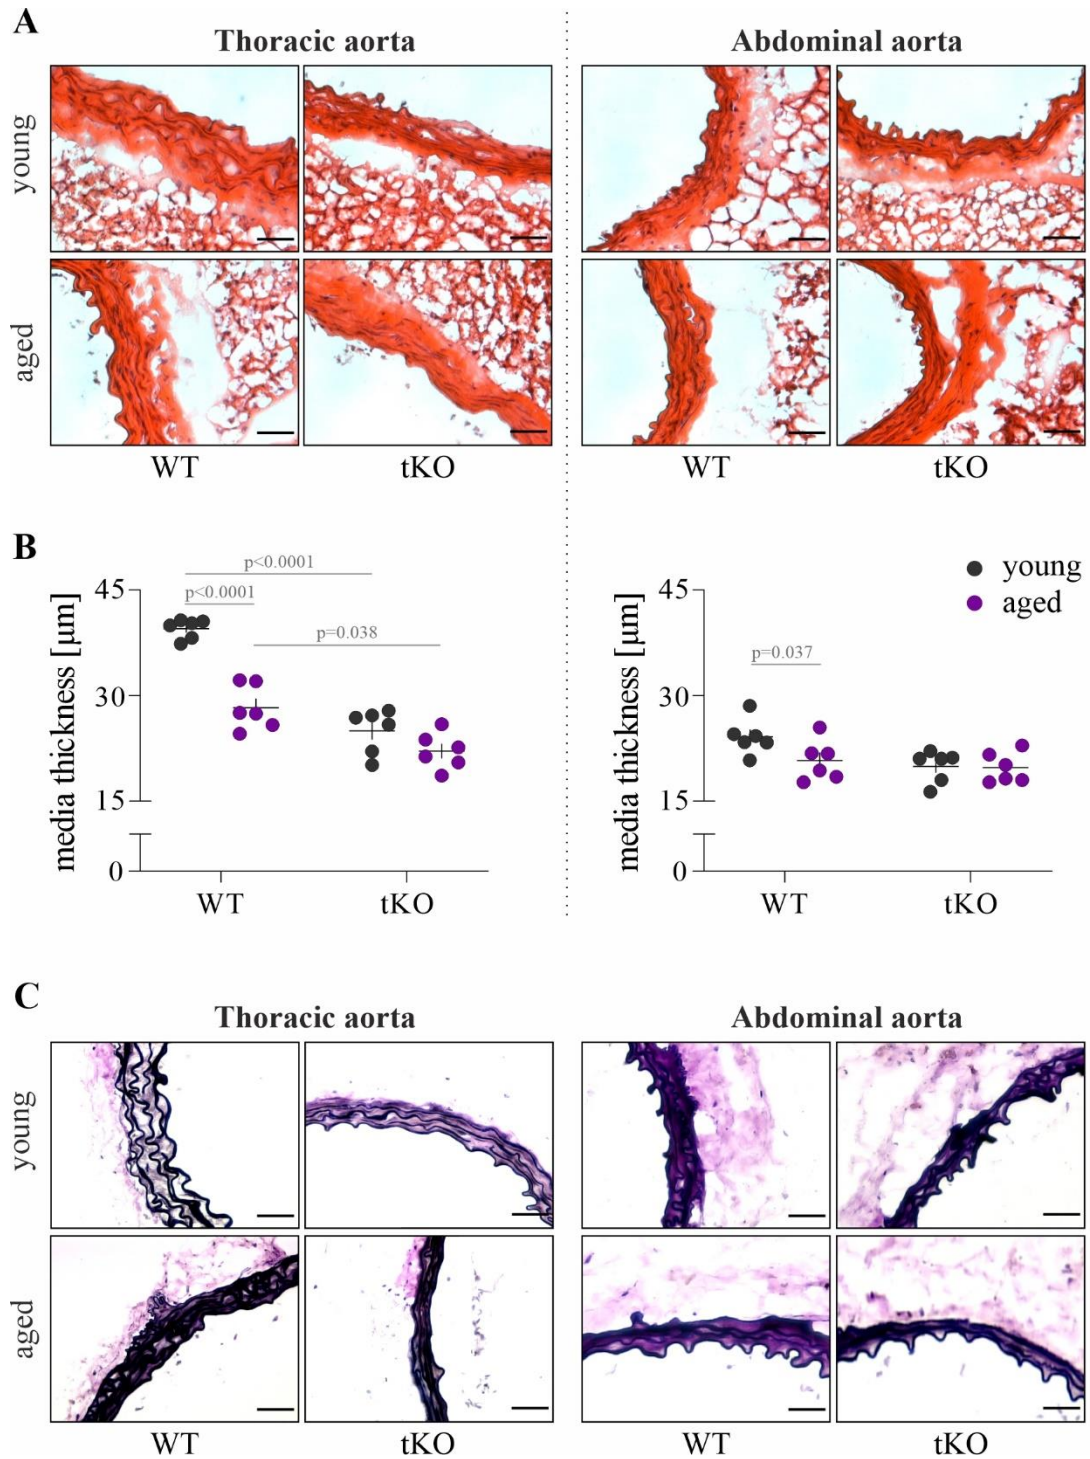 A
Thoracic aorta
Abdominal aorta
young
aged
WT
tKO
WT
tKO
B
media thickness [µm]
45
30
15
0
p<0.0001
p<0.0001
p=0.038
WT
tKO
media thickness [µm]
45
30
15
0
p=0.037
young
aged
WT
tKO
C
Thoracic aorta
Abdominal aorta
young
aged
WT
tKO
WT
tKO